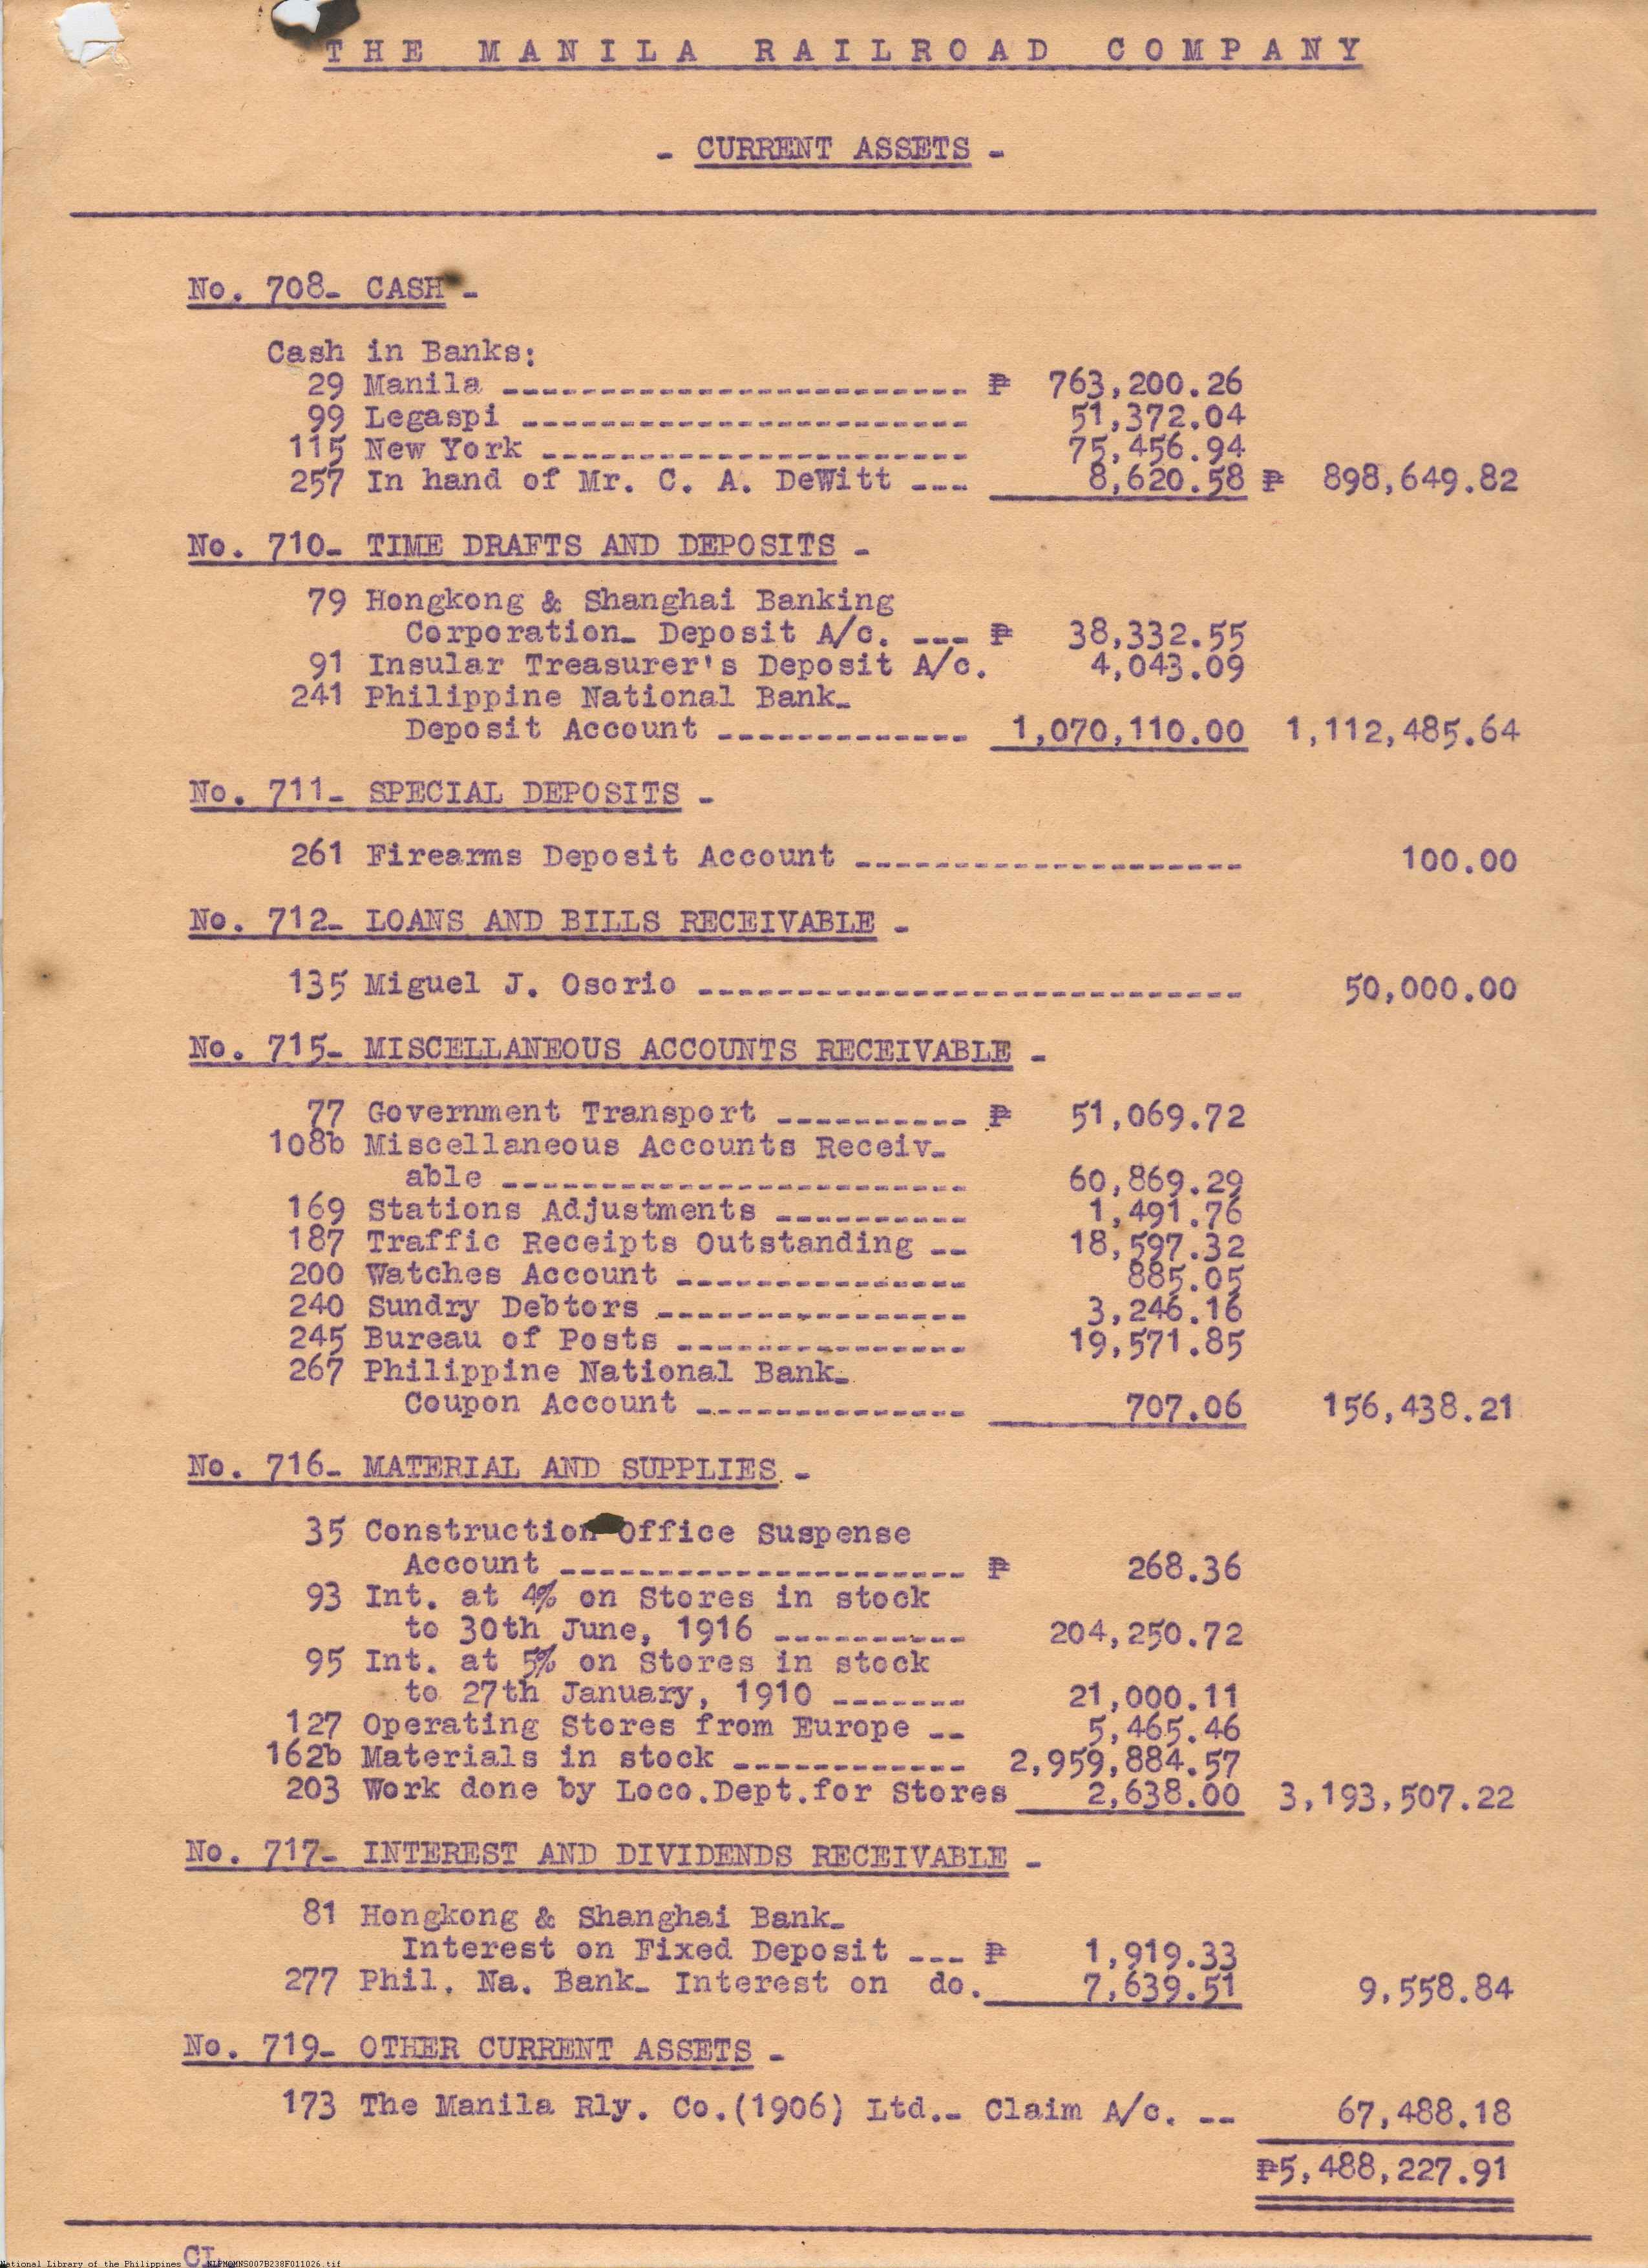 THE MANILA RAILROAD COMPANY
- CURRENT ASSETS -
No. 708- CASH -
Cash in Banks:
29 Manila ------------------------ ₱ 763,200.26
99 Legaspi ----------------------- 51,372.04
115 New York ---------------------- 75,456.94
257 In hand of Mr. C. A. DeWitt --- 8,620.58 ₱ 898,649.82
No. 710- TIME DRAFTS AND DEPOSITS -
79 Hongkong & Shanghai Banking
Corporation- Deposit A/c. --- ₱ 38,332.55
91 Insular Treasurer's Deposit A/c. 4,043.09
241 Philippine National Bank-
Deposit Account ------------- 1,070,110.00 1,112,485.64
No. 711- SPECIAL DEPOSITS -
261 Firearms Deposit Account -------------------- 100.00
No. 712- LOANS AND BILLS RECEIVABLE -
135 Miguel J. Osorio ---------------------------- 50,000.00
No. 715- MISCELLANEOUS ACCOUNTS RECEIVABLE -
77 Government Transport ---------- ₱ 51,069.72
108b Miscellaneous Accounts Receiv-
able ------------------------ 60,869.29
169 Stations Adjustments ---------- 1,491.76
187 Traffic Receipts Outstanding -- 18,597.32
200 Watches Account --------------- 885.05
240 Sundry Debtors ---------------- 3,246.16
245 Bureau of Posts --------------- 19,571.85
267 Philippine National Bank-
Coupon Account -------------- 707.06 156,438.21
No. 716- MATERIAL AND SUPPLIES -
35 Construction Office Suspense
Account --------------------- ₱ 268.36
93 Int. at 4% on Stores in stock
to 30th June, 1916 ---------- 204,250.72
95 Int. at 5% on Stores in stock
to 27th January, 1910 ------- 21,000.11
127 Operating Stores from Europe -- 5,465.46
162b Materials in stock ------------ 2,959,884.57
203 Work done by Loco.Dept.for Stores 2,638.00 3,193,507.22
No. 717- INTEREST AND DIVIDENDS RECEIVABLE -
81 Hongkong & Shanghai Bank-
Interest on Fixed Deposit --- ₱ 1,919.33
277 Phil. Na. Bank- Interest on do. 7,639.51 9,558.84
No. 719- OTHER CURRENT ASSETS -
173 The Manila Rly. Co.(1906) Ltd.- Claim A/c. -- 67,488.18
₱5,488,227.91
CI.
National Library of the Philippines NLPMQMNS007B238F011026.tif